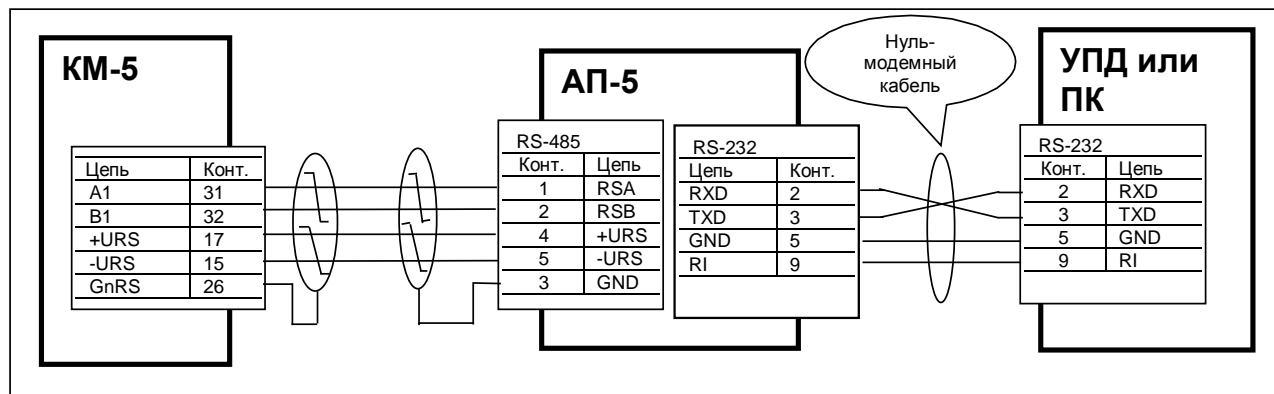 КМ-5
Цепь Конт.
A1 31
B1 32
+URS 17
-URS 15
GnRS 26
АП-5
RS-485
Конт. Цепь
1 RSA
2 RSB
4 +URS
5 -URS
3 GND
RS-232
Цепь Конт.
RXD 2
TXD 3
GND 5
RI 9
Нуль-
модемный
кабель
УПД или
ПК
RS-232
Конт. Цепь
2 RXD
3 TXD
5 GND
9 RI